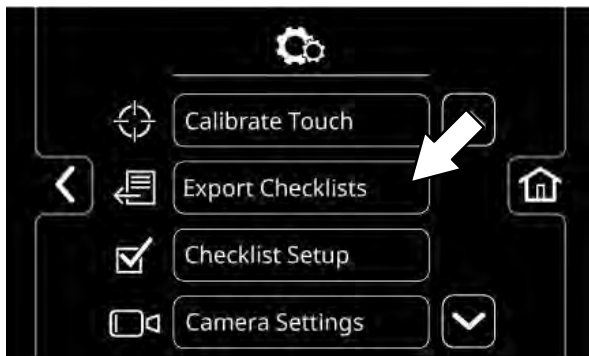 Calibrate Touch
Export Checklists
Checklist Setup
Camera Settings